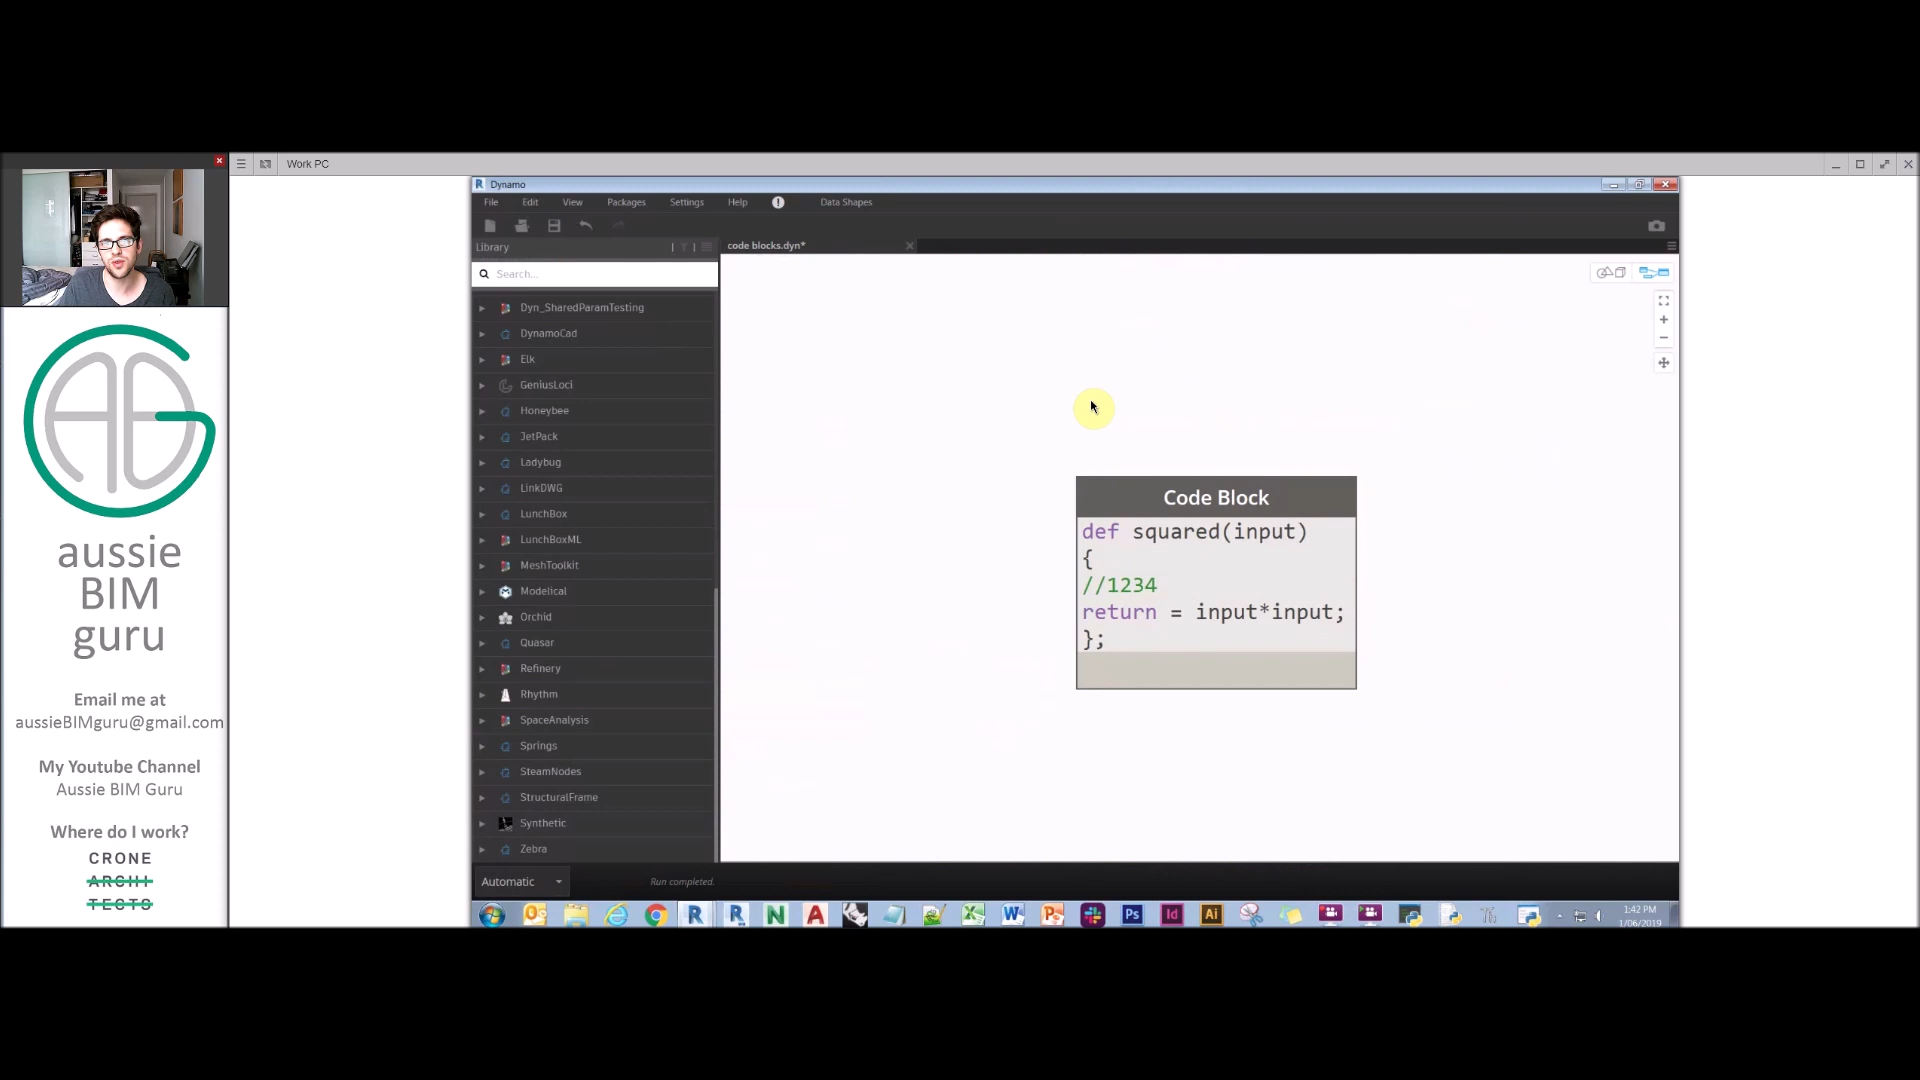 Work PC
Dynamo
File Edit View Packages Settings Help Data Shapes
Library
code blocks.dyn*
Search...
Dyn_SharedParamTesting
DynamoCad
Elk
GeniusLoci
Honeybee
JetPack
Ladybug
LinkDWG
LunchBox
LunchBoxML
MeshToolkit
Modelical
Orchid
Quasar
Refinery
Rhythm
SpaceAnalysis
Springs
SteamNodes
StructuralFrame
Synthetic
Zebra
Code Block
def squared(input)
{
//1234
return = input*input;
};
Automatic
Run completed.
1:42 PM
1/06/2019
AG
aussie
BIM
guru
Email me at
aussieBIMguru@gmail.com
My Youtube Channel
Aussie BIM Guru
Where do I work?
CRONE
ARCHI
TECTS